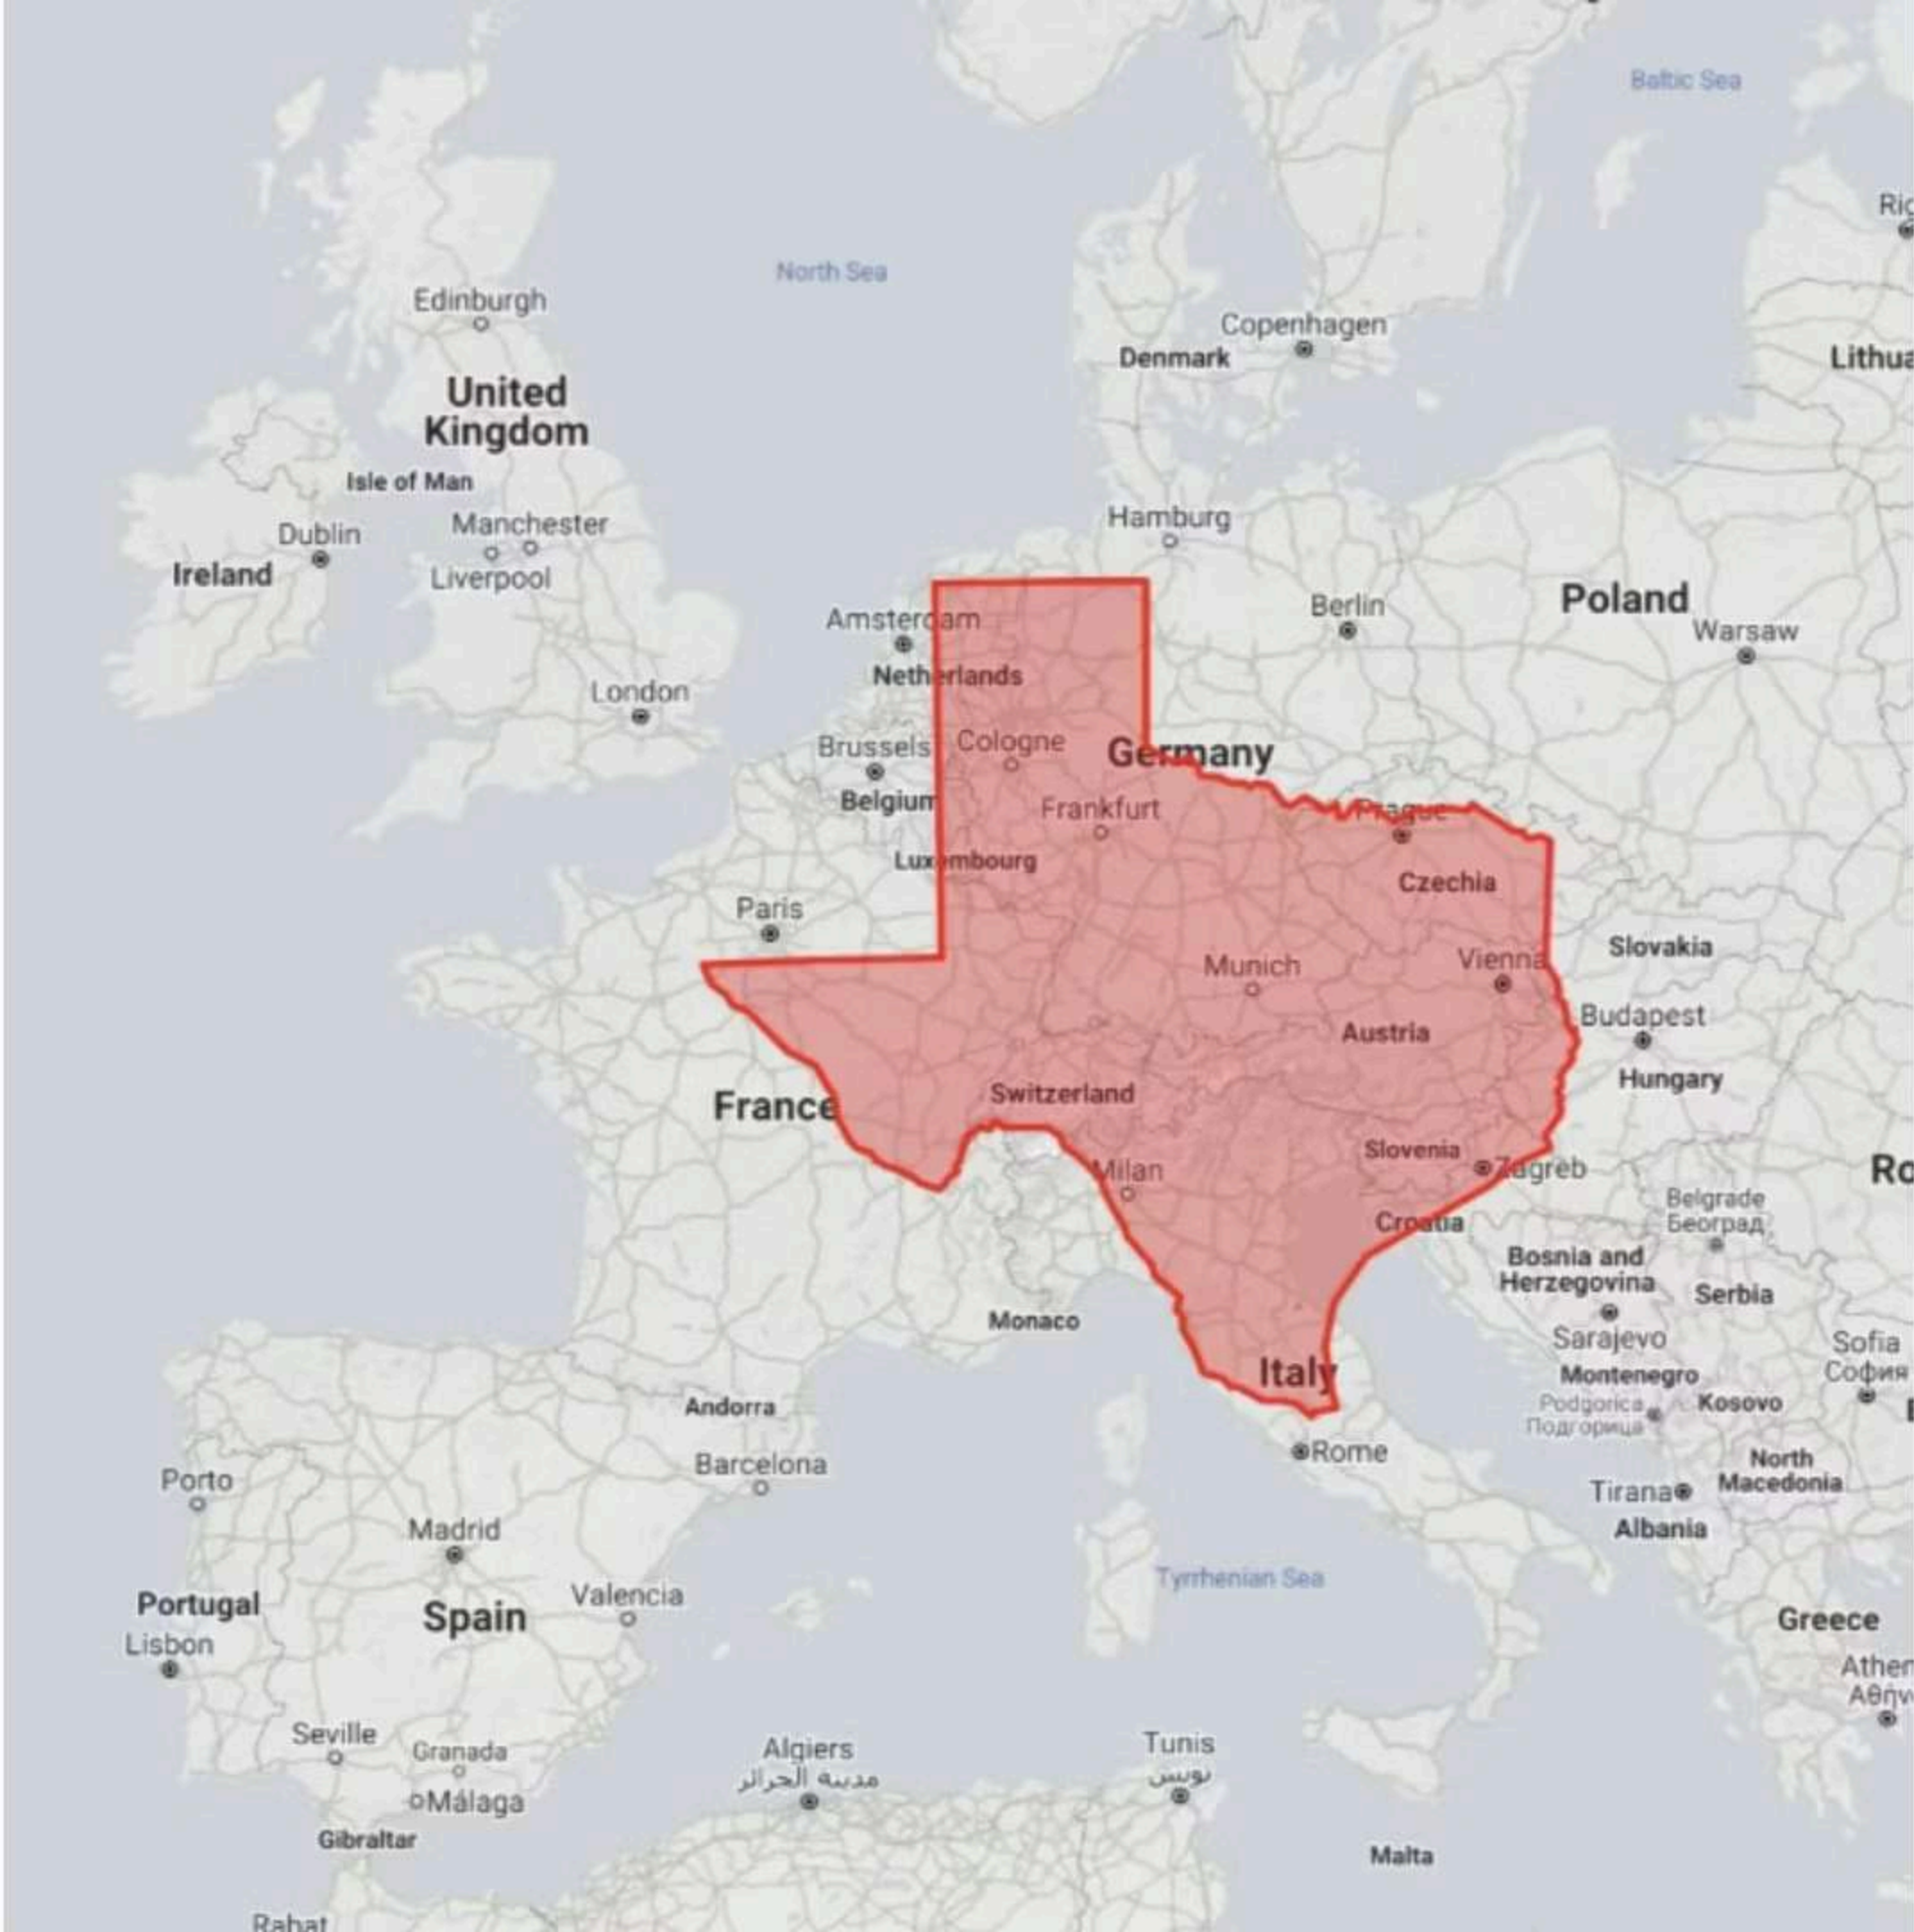 Baltic Sea
Ric
North Sea
Edinburgh
Copenhagen
Denmark
Lithua
United
Kingdom
Isle of Man
Hamburg
Manchester
Dublin
Ireland
Liverpool
Poland
Berlin
Amsterdam
Warsaw
Netherlands
London
Brussels
Cologne
Germany
Belgium
Frankfurt
Prague
Luxembourg
Czechia
Paris
Slovakia
Vienna
Munich
Budapest
Austria
Hungary
Switzerland
France
Slovenia
Milan
Zagreb
Ro
Belgrade
Београд
Croatia
Bosnia and
Herzegovina
Serbia
Monaco
Sarajevo
Sofia
София
Italy
Montenegro
Kosovo
Podgorica
Подгорица
Andorra
Rome
North
Macedonia
Barcelona
Porto
Tirana
Albania
Madrid
Tyrrhenian Sea
Valencia
Portugal
Spain
Greece
Lisbon
Athen
Αθήν
Seville
Granada
Algiers
مدينة الجزائر
Tunis
تونس
Málaga
Gibraltar
Malta
Rabat